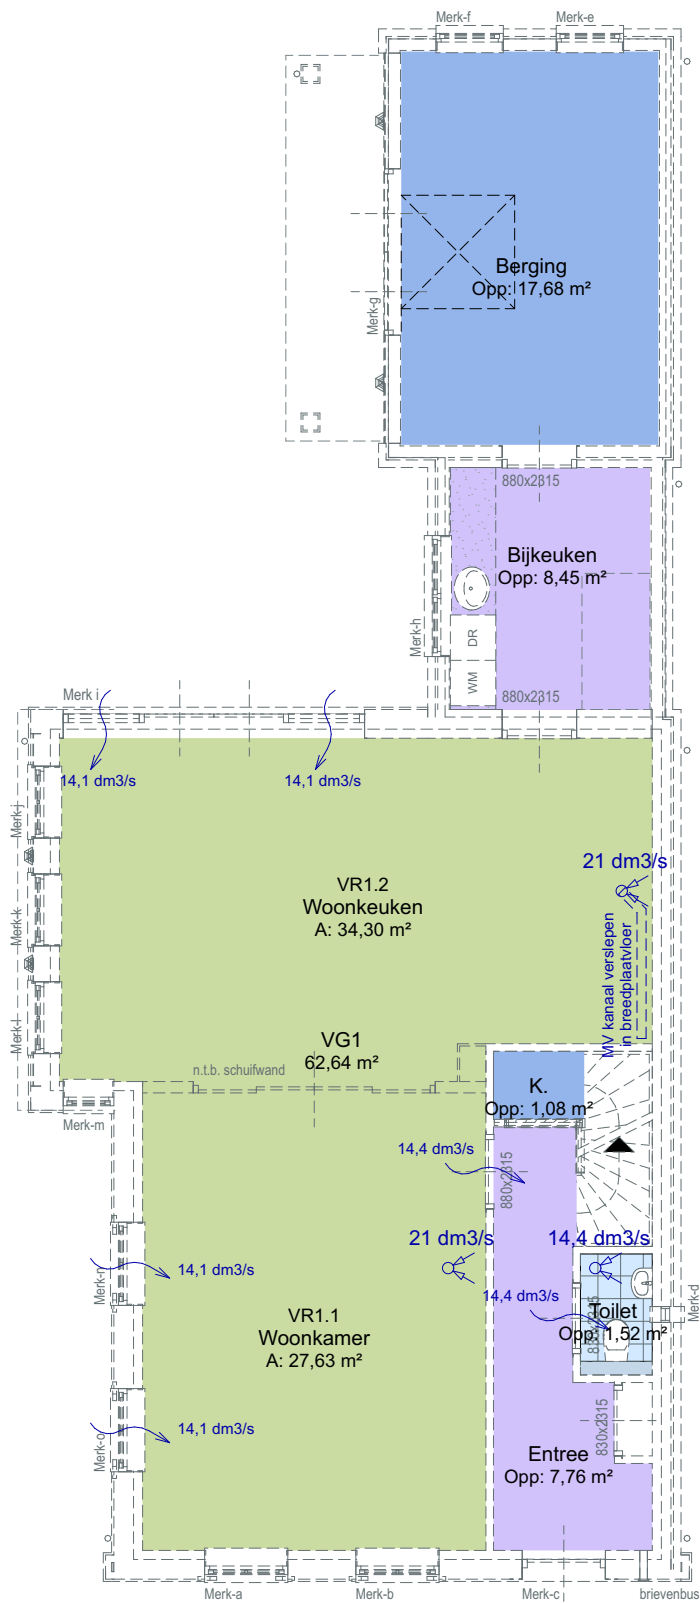 Merk-f
Merk-e
Merk-g
Berging
Opp: 17,68 m²
880x2315
Bijkeuken
Opp: 8,45 m²
Merk-h
DR
WM
880x2315
Merk i
14,1 dm3/s
14,1 dm3/s
Merk-j
21 dm3/s
VR1.2
Woonkeuken
A: 34,30 m²
Merk-k
MV kanaal verslepen
in breedplaatvloer
Merk-l
VG1
62,64 m²
n.t.b. schuifwand
K.
Opp: 1,08 m²
Merk-m
14,4 dm3/s
880x2315
21 dm3/s
14,4 dm3/s
Merk-n
14,1 dm3/s
14,4 dm3/s
Merk-d
VR1.1
Woonkamer
A: 27,63 m²
Toilet
Opp: 1,52 m²
830x2315
14,1 dm3/s
Merk-o
830x2315
Entree
Opp: 7,76 m²
Merk-a
Merk-b
Merk-c
brievenbus